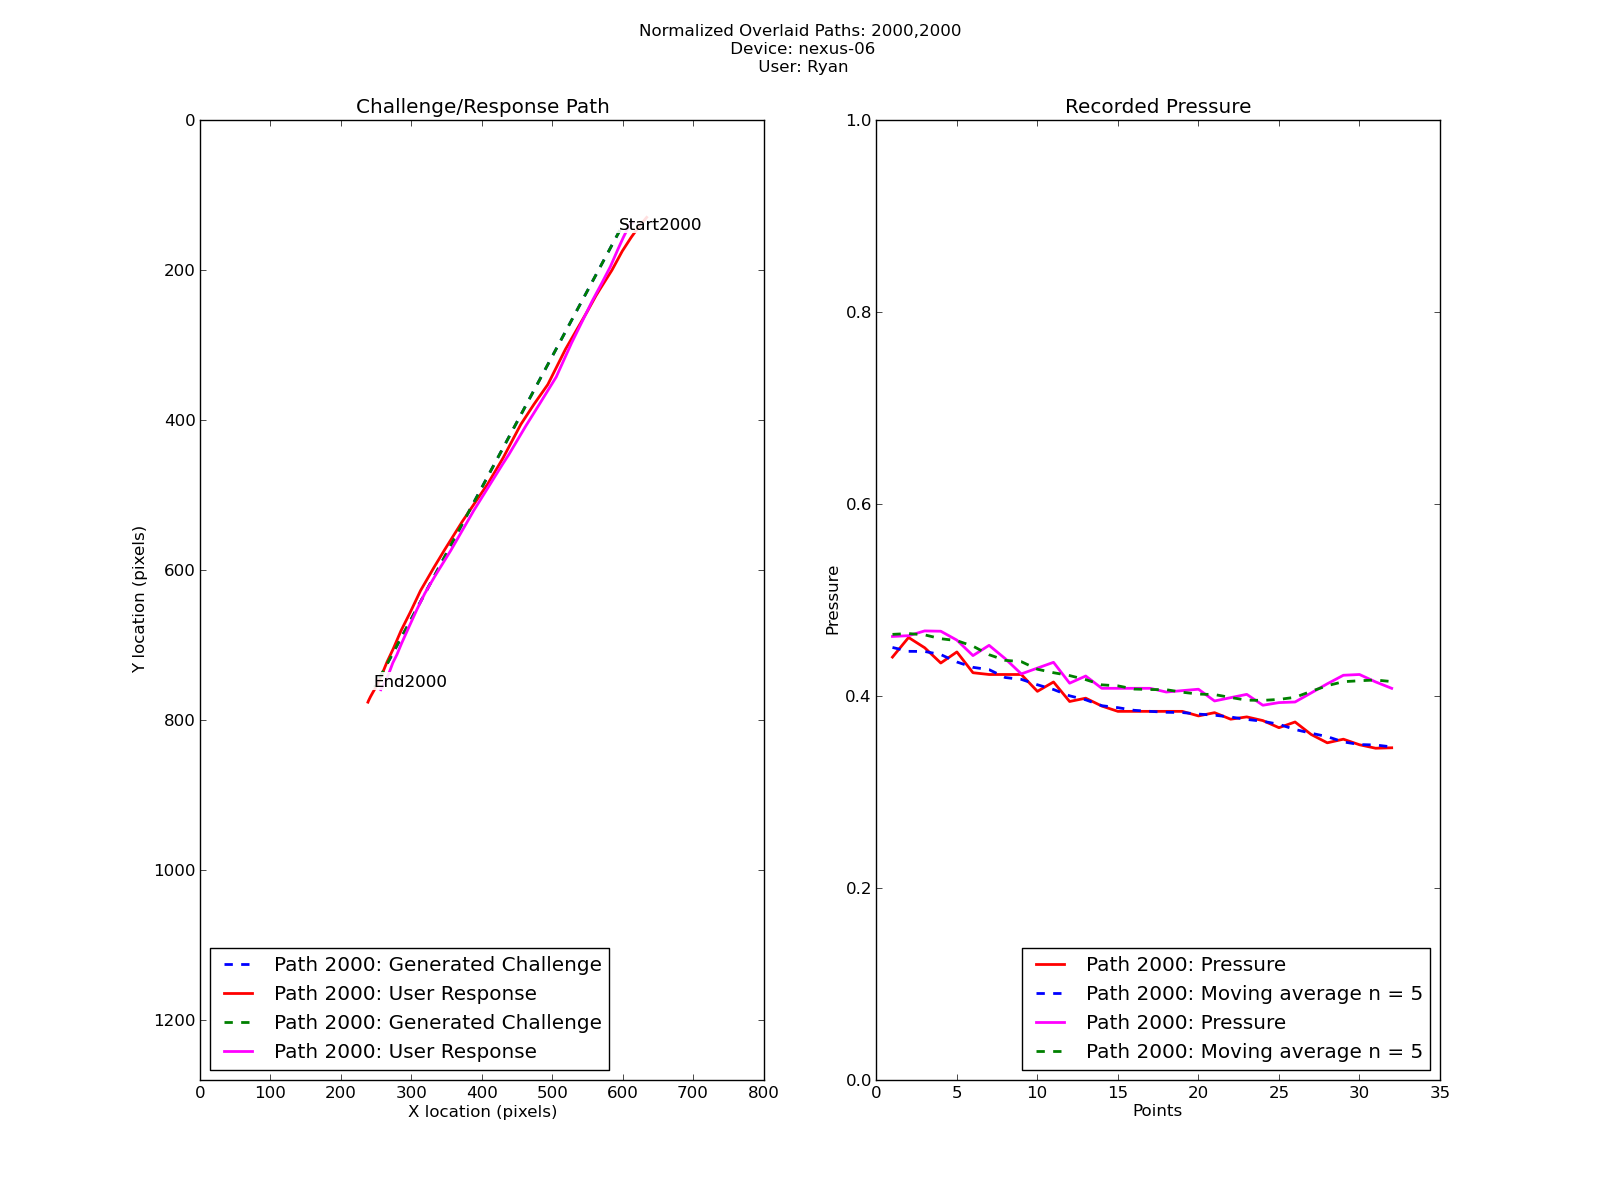 Normalized Overlaid Paths: 2000,2000
Device: nexus-06
User: Ryan
Challenge/Response Path
0
200
400
600
800
1000
1200
Y location (pixels)
Start2000
End2000
Path 2000: Generated Challenge
Path 2000: User Response
Path 2000: Generated Challenge
Path 2000: User Response
0 100 200 300 400 500 600 700 800
X location (pixels)
Recorded Pressure
1.0
0.8
0.6
0.4
0.2
0.0
Pressure
Path 2000: Pressure
Path 2000: Moving average n = 5
Path 2000: Pressure
Path 2000: Moving average n = 5
0 5 10 15 20 25 30 35
Points